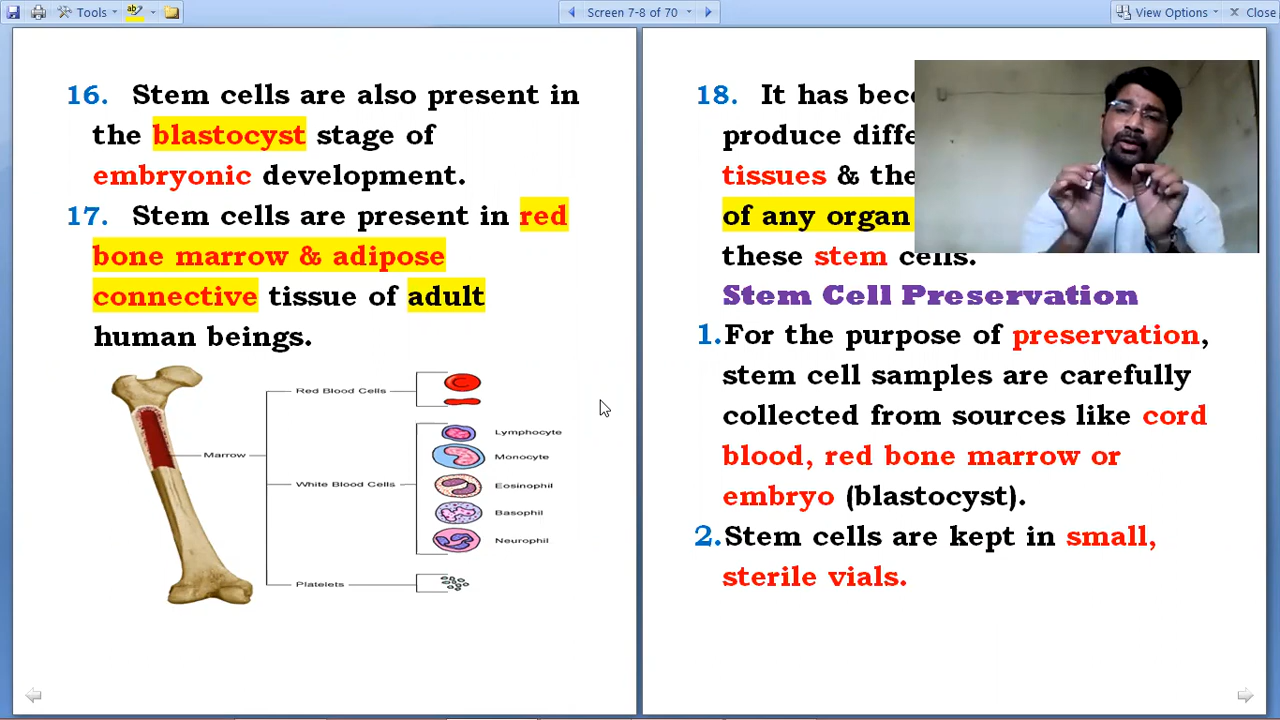 Tools
Screen 7-8 of 70
View Options
Close
16. Stem cells are also present in
the blastocyst stage of
embryonic development.
17. Stem cells are present in red
bone marrow & adipose
connective tissue of adult
human beings.
Marrow
Red Blood Cells
White Blood Cells
Lymphocyte
Monocyte
Eosinophil
Basophil
Neurophil
Platelets
18. It has
produce
tissues &
of any organ
these stem cells.
Stem Cell Preservation
1.For the purpose of preservation,
stem cell samples are carefully
collected from sources like cord
blood, red bone marrow or
embryo (blastocyst).
2.Stem cells are kept in small,
sterile vials.